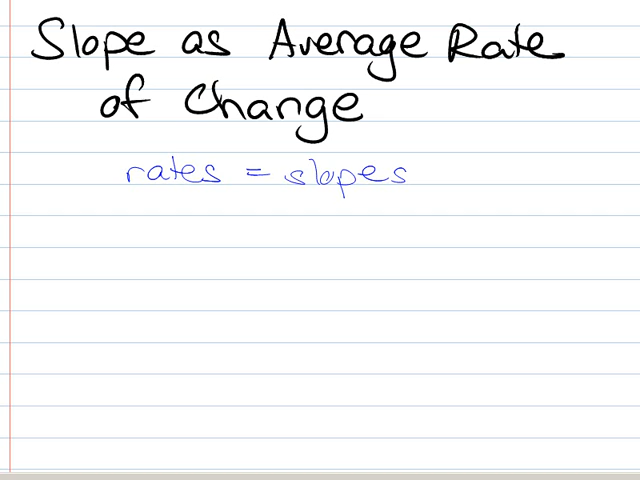 Slope as Average Rate
of Change
rates = slopes